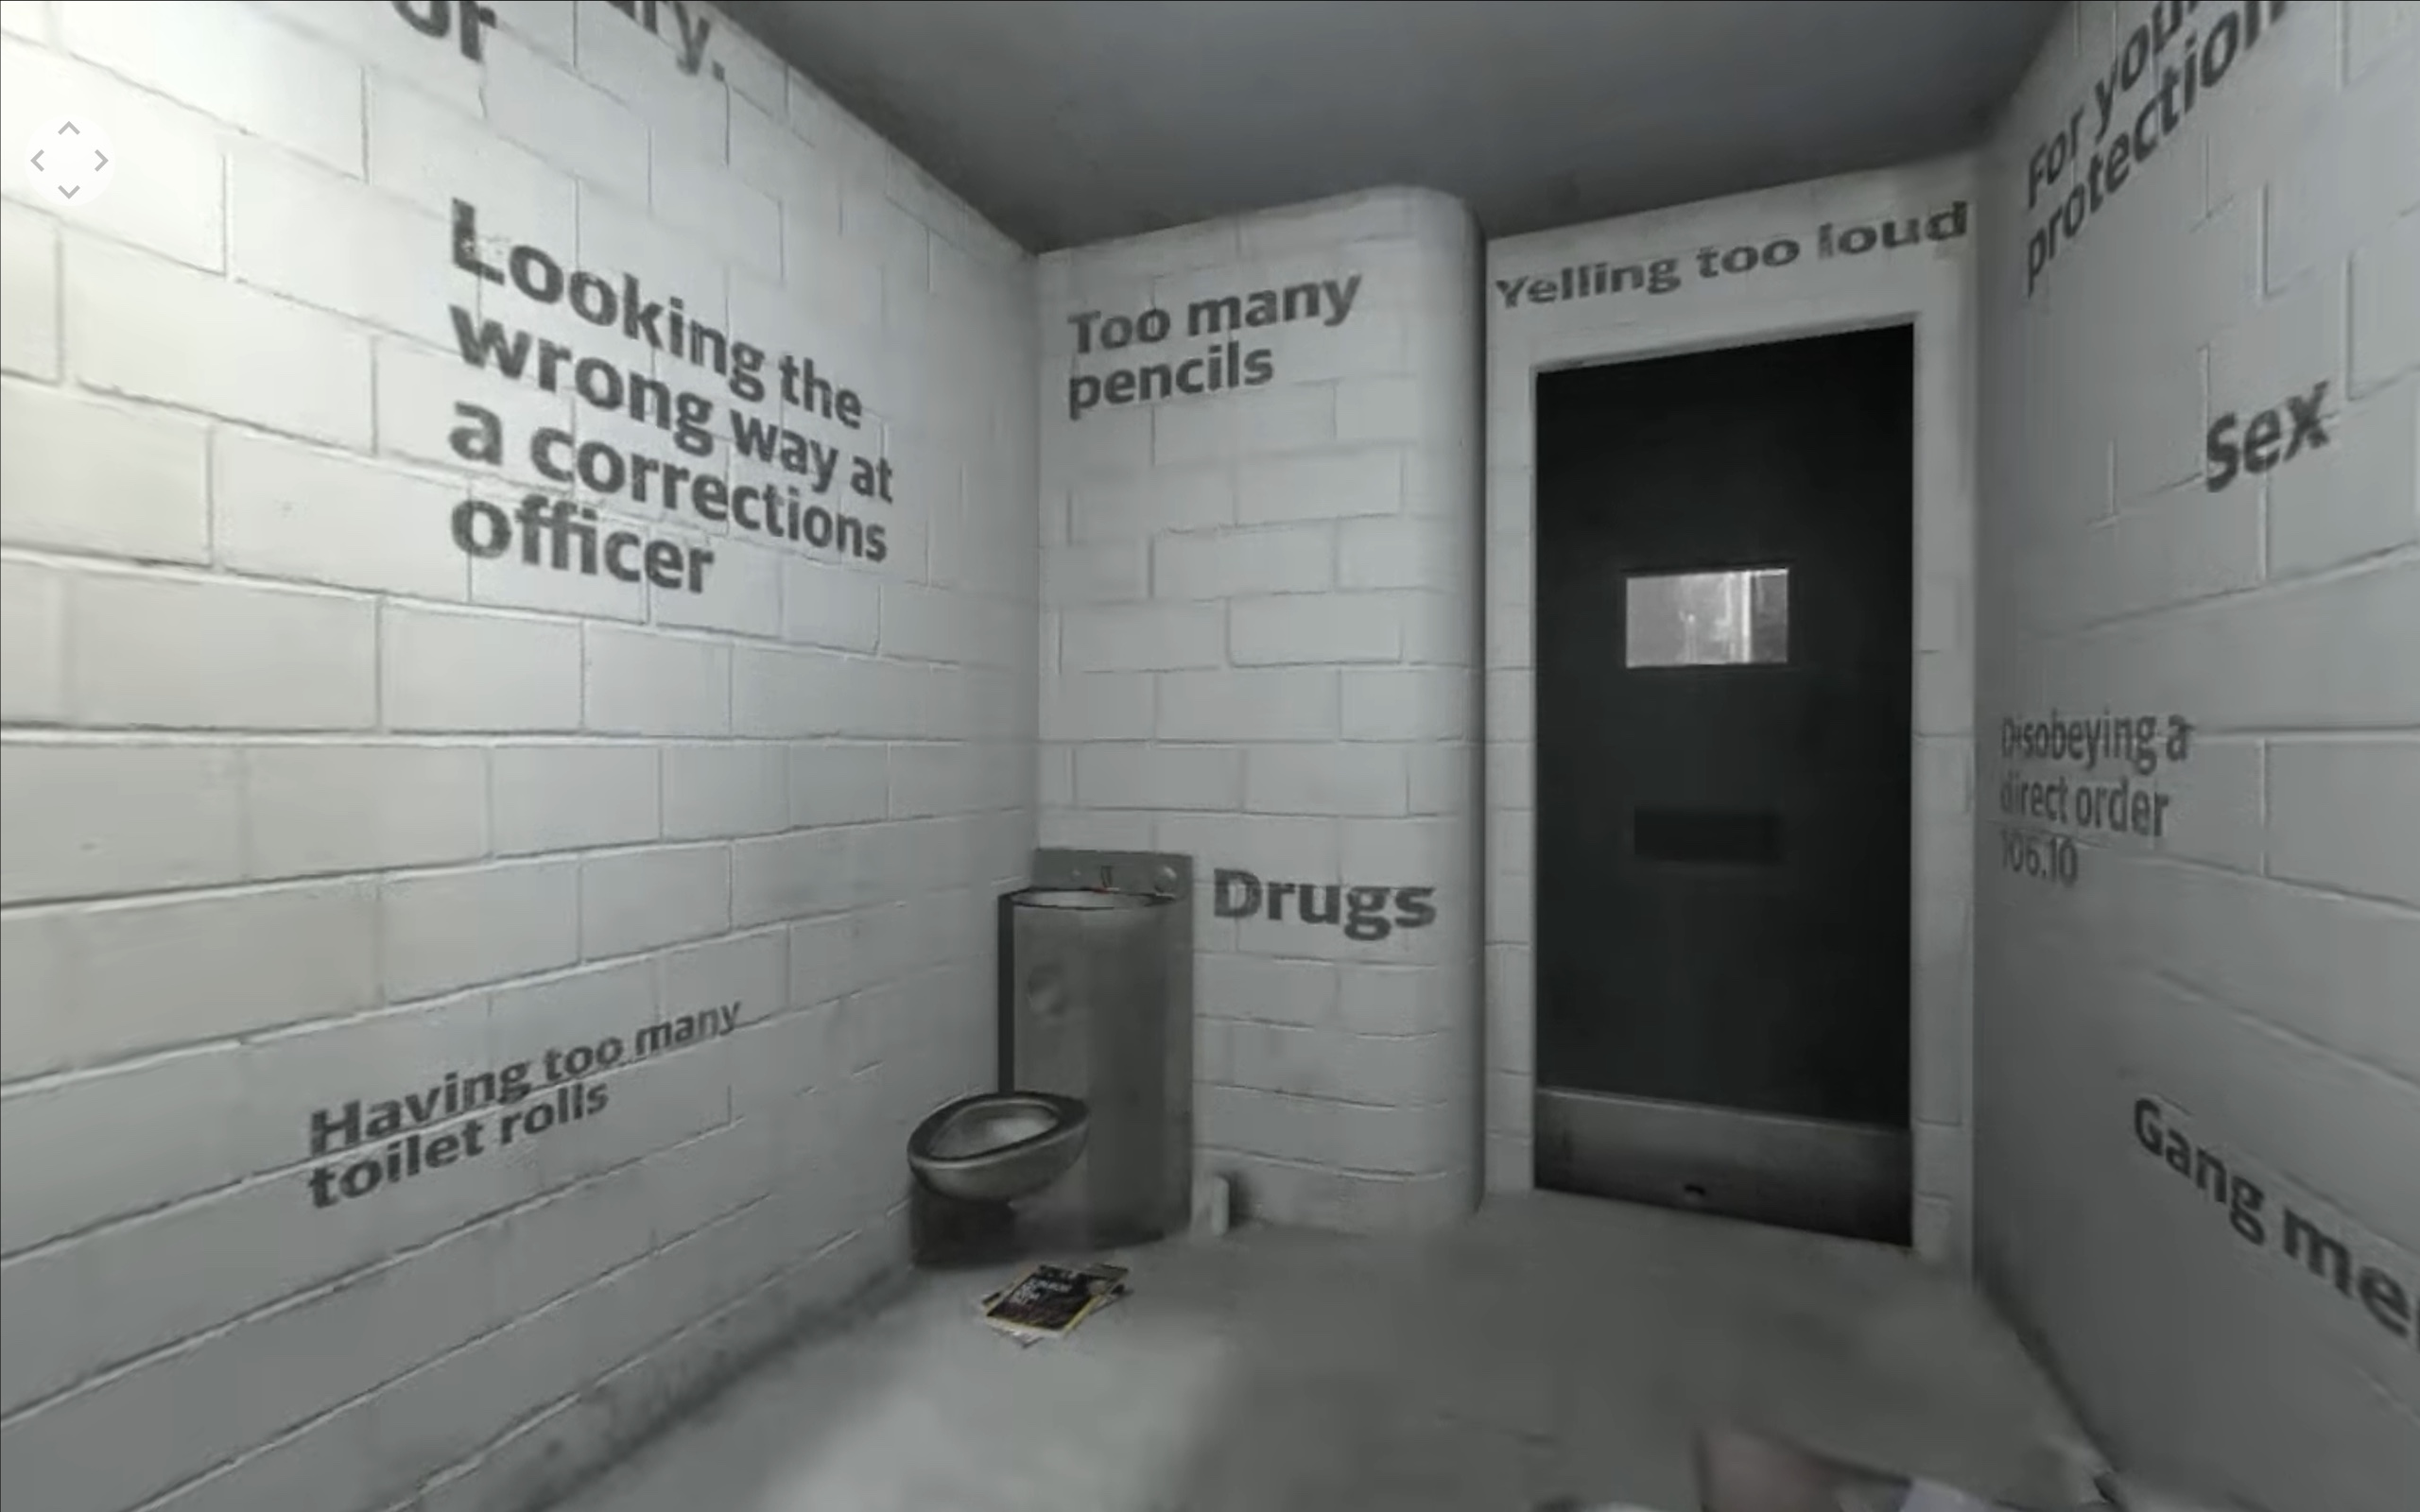 Looking the
wrong way at
a corrections
officer
Having too many
toilet rolls
Too many
pencils
Drugs
Yelling too loud
For your
protection
Sex
Disobeying a
direct order
106.10
Gang